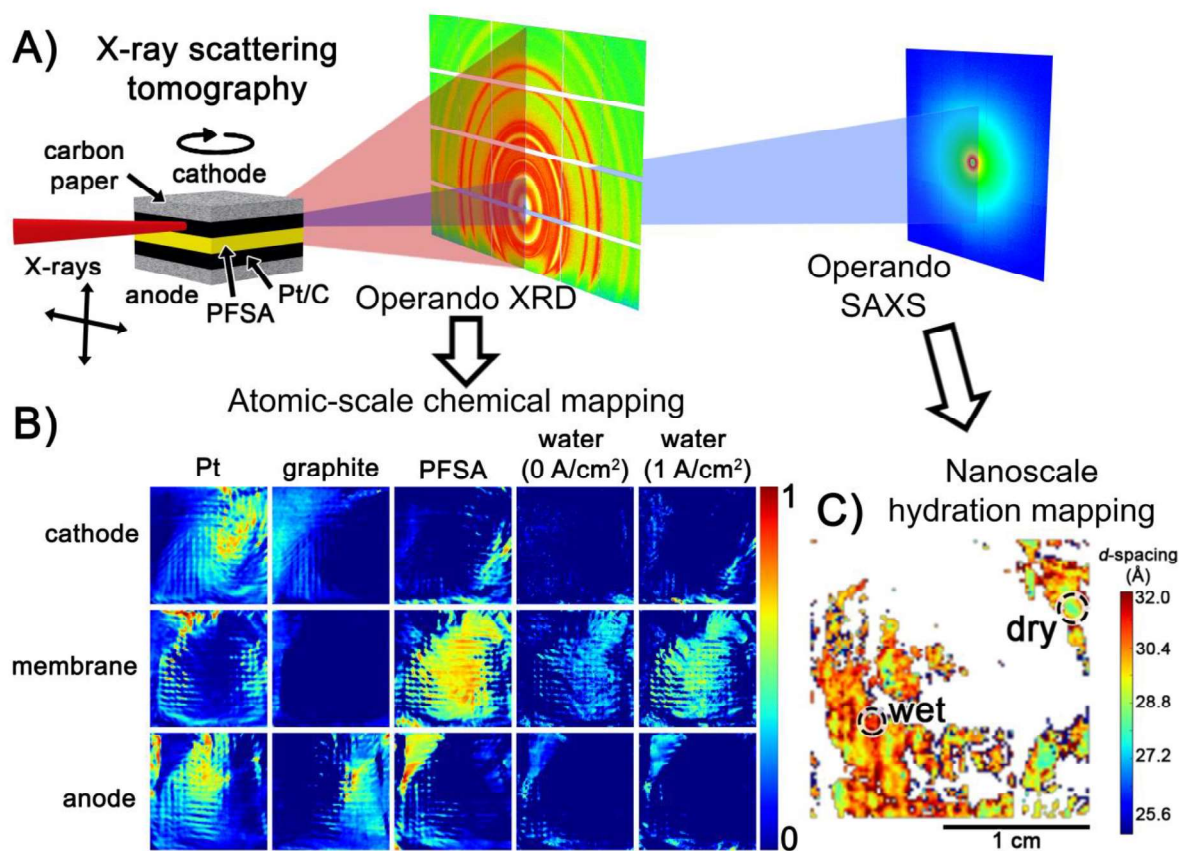 A)
X-ray scattering
tomography
carbon
paper
cathode
X-rays
anode
PFSA
Pt/C
Operando XRD
Operando
SAXS
Atomic-scale chemical mapping
B)
Pt
graphite
PFSA
water
(0 A/cm²)
water
(1 A/cm²)
cathode
membrane
anode
1
0
Nanoscale
hydration mapping
C)
d-spacing
(Å)
32.0
30.4
28.8
27.2
25.6
dry
wet
1 cm